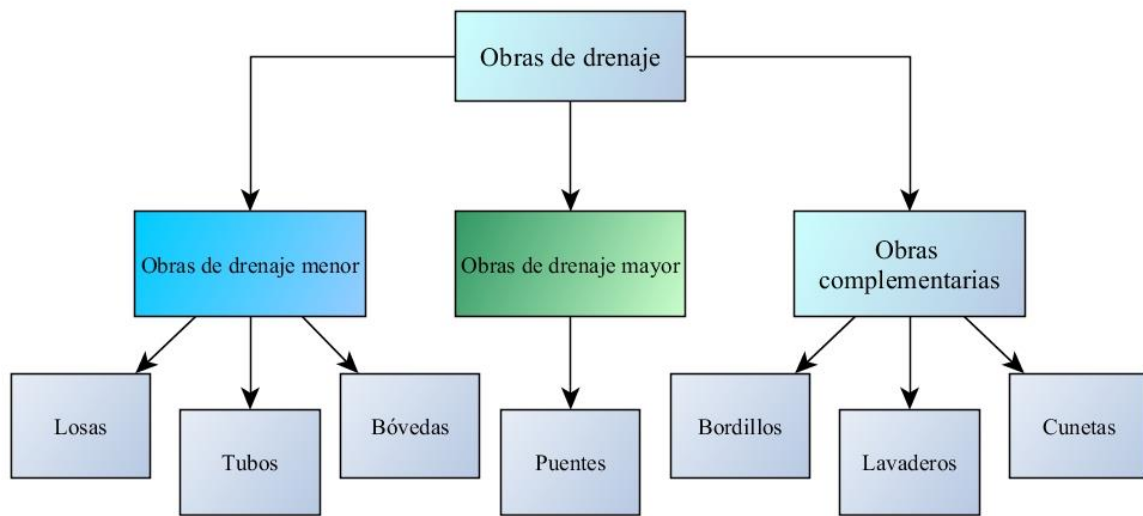 Obras de drenaje
Obras de drenaje menor
Obras de drenaje mayor
Obras
complementarias
Losas
Tubos
Bóvedas
Puentes
Bordillos
Lavaderos
Cunetas